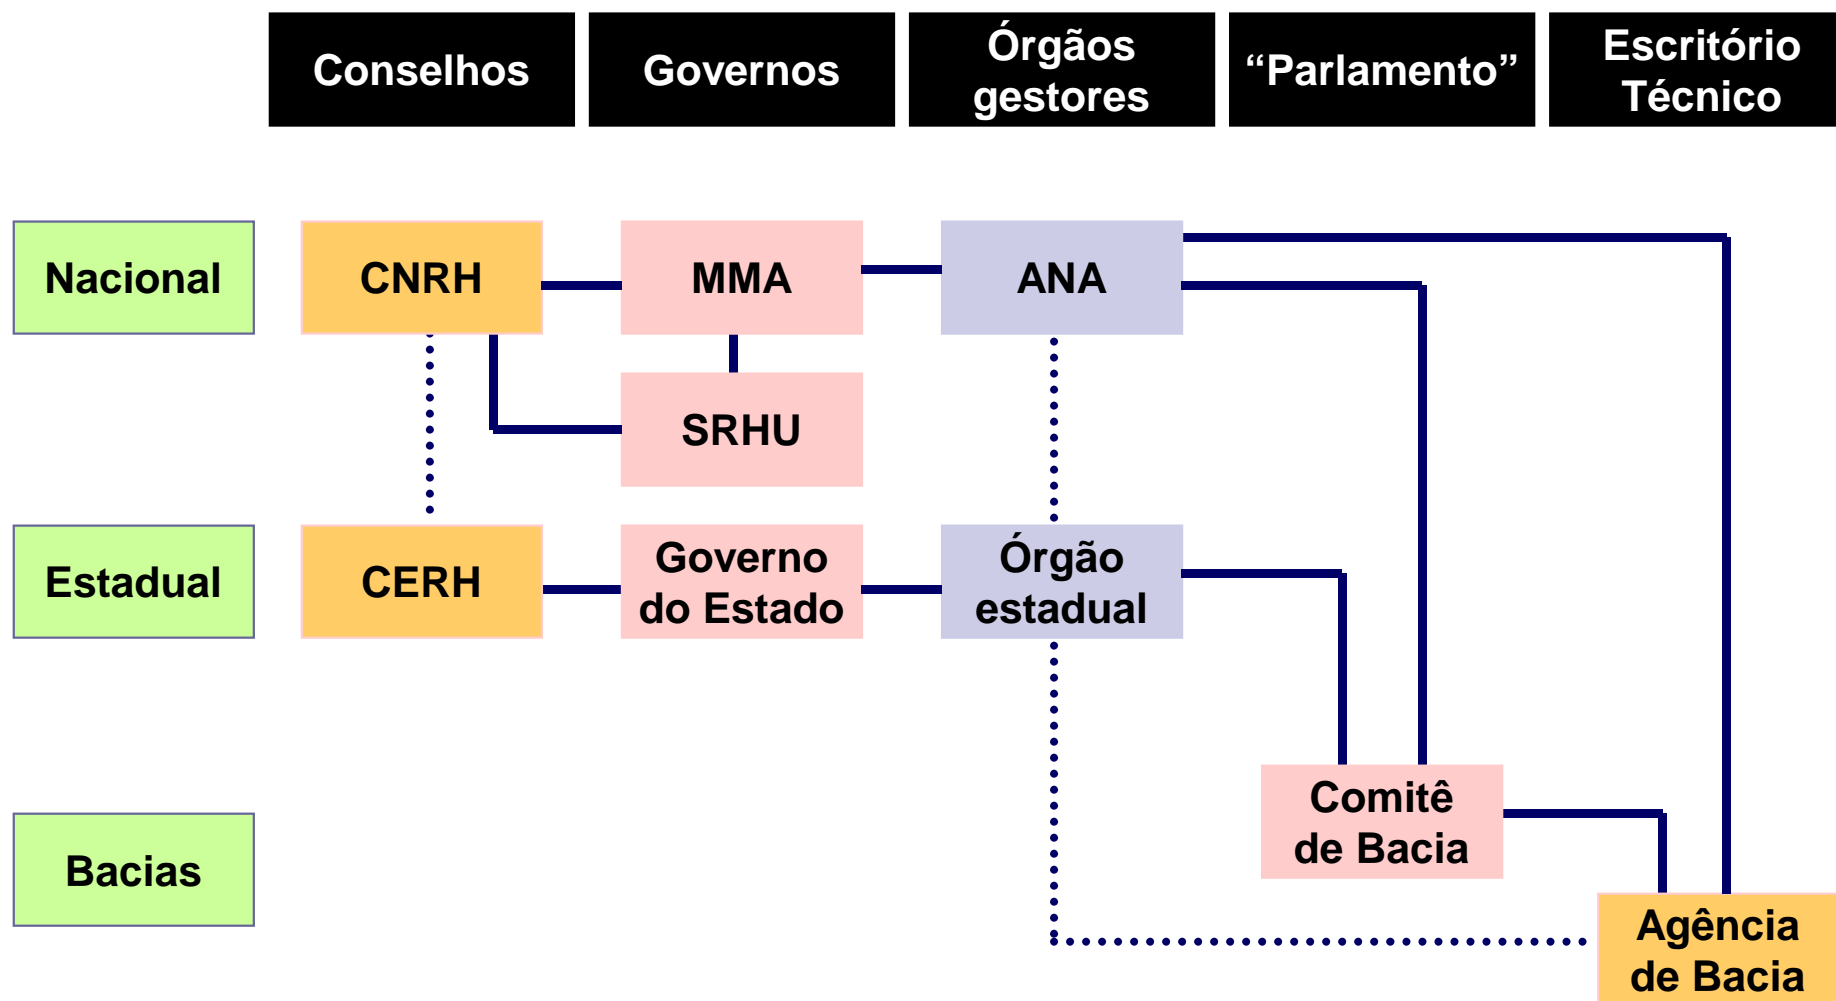 Conselhos
Governos
Órgãos
gestores
“Parlamento”
Escritório
Técnico
Nacional
CNRH
MMA
ANA
SRHU
Estadual
CERH
Governo
do Estado
Órgão
estadual
Bacias
Comitê
de Bacia
Agência
de Bacia